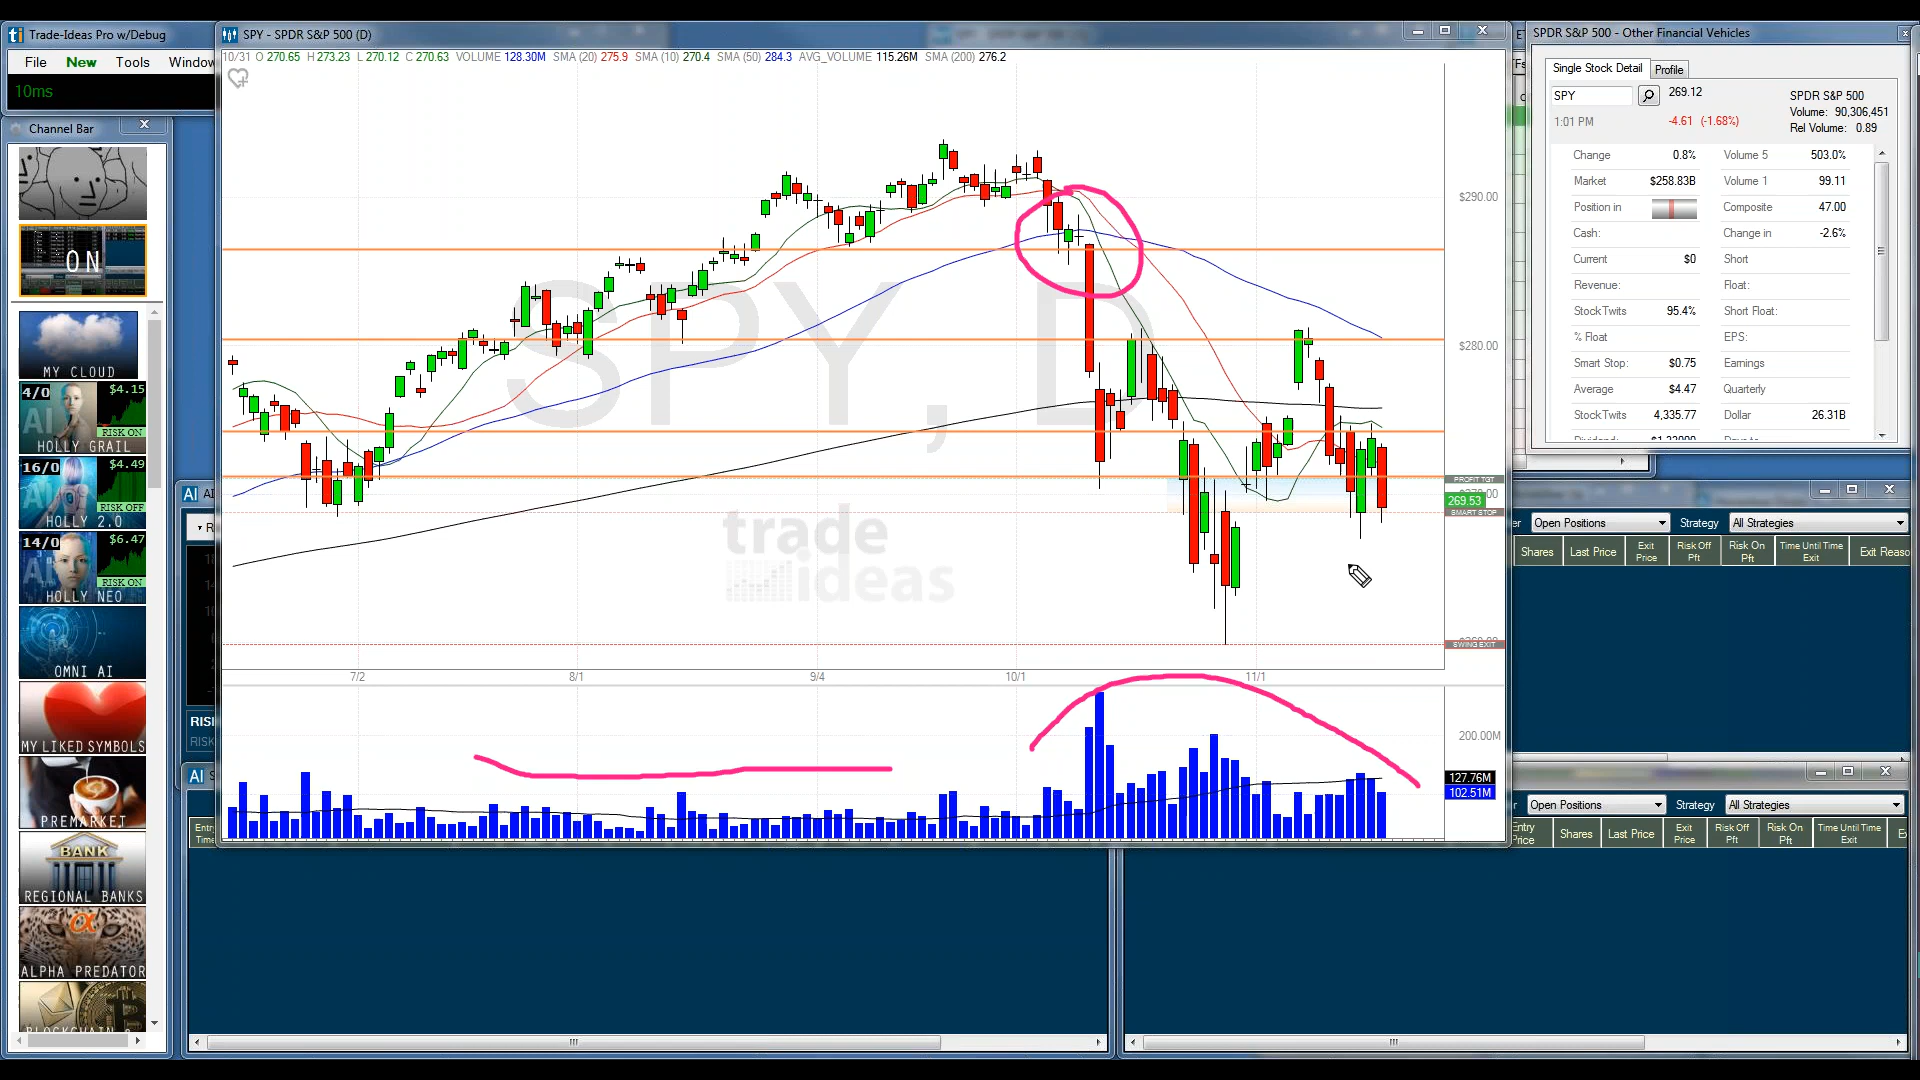 Trade-Ideas Pro w/Debug
File New Tools Window
10ms
Channel Bar
ON
MY CLOUD
4/0 $4.15
RISK ON
HOLLY GRAIL
16/0 $4.49
RISK OFF
HOLLY 2.0
14/0 $6.47
RISK ON
HOLLY NEO
OMNI AI
MY LIKED SYMBOLS
PREMARKET
BANK
REGIONAL BANKS
ALPHA PREDATOR
SPY - SPDR S&P 500 (D)
10/31 O 270.65 H 273.23 L 270.12 C 270.63 VOLUME 128.30M SMA (20) 275.9 SMA (10) 270.4 SMA (50) 284.3 AVG_VOLUME 115.26M SMA (200) 276.2
SPY, D
trade
ideas
$290.00
$280.00
PROFIT TGT
269.53
SMART STOP
SWING EXIT
7/2 8/1 9/4 10/1 11/1
200.00M
127.76M
102.51M
SPDR S&P 500 - Other Financial Vehicles
Single Stock Detail Profile
SPY 269.12 SPDR S&P 500
Volume: 90,306,451
1:01 PM -4.61 (-1.68%) Rel Volume: 0.89
Change 0.8% Volume 5 503.0%
Market $258.83B Volume 1 99.11
Position in Composite 47.00
Cash: Change in -2.6%
Current $0 Short
Revenue: Float:
StockTwits 95.4% Short Float:
% Float EPS:
Smart Stop: $0.75 Earnings
Average $4.47 Quarterly
StockTwits 4,335.77 Dollar 26.31B
Open Positions Strategy All Strategies
Shares Last Price Exit Price Risk Off Pft Risk On Pft Time Until Time Exit Exit Reaso
Open Positions Strategy All Strategies
Entry Price Shares Last Price Exit Price Risk Off Pft Risk On Pft Time Until Time Exit